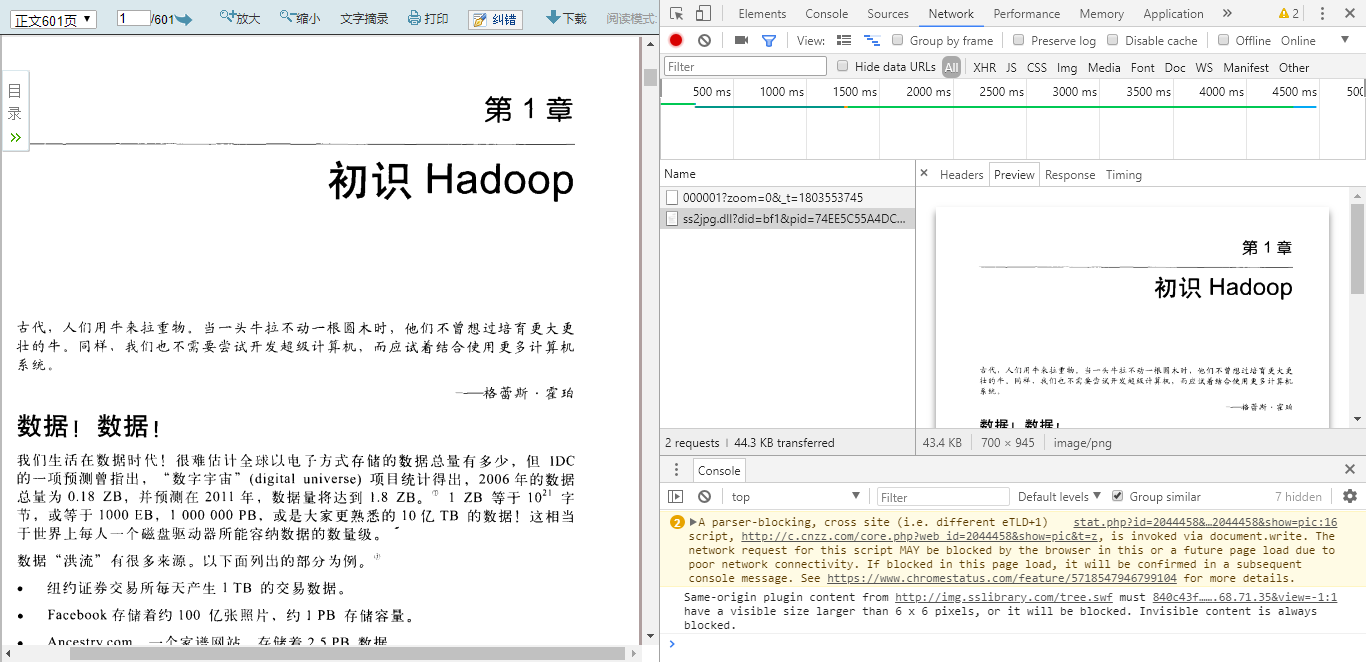 正文601页 ▼ 1 /601 放大 缩小 文字摘录 打印 纠错 下载 阅读模式:
目
录
第 1 章
初识 Hadoop
古代，人们用牛来拉重物。当一头牛拉不动一根圆木时，他们不曾想过培育更大更
壮的牛。同样，我们也不需要尝试开发超级计算机，而应试着结合使用更多计算机
系统。
——格蕾斯·霍珀
数据！数据！
我们生活在数据时代！很难估计全球以电子方式存储的数据总量有多少，但 IDC
的一项预测曾指出，“数字宇宙”(digital universe) 项目统计得出，2006 年的数据
总量为 0.18 ZB，并预测在 2011 年，数据量将达到 1.8 ZB。① 1 ZB 等于 10²¹ 字
节，或等于 1000 EB，1 000 000 PB，或是大家更熟悉的 10 亿 TB 的数据！这相当
于世界上每人一个磁盘驱动器所能容纳的数据的数量级。
数据“洪流”有很多来源。以下面列出的部分为例。②
• 纽约证券交易所每天产生 1 TB 的交易数据。
• Facebook 存储着约 100 亿张照片，约 1 PB 存储容量。
• Ancestry.com，一个家谱网站，存储着 2.5 PB 数据
Elements Console Sources Network Performance Memory Application » 2
View: Group by frame Preserve log Disable cache Offline Online
Filter Hide data URLs All XHR JS CSS Img Media Font Doc WS Manifest Other
500 ms 1000 ms 1500 ms 2000 ms 2500 ms 3000 ms 3500 ms 4000 ms 4500 ms 500
Name
000001?zoom=0&_t=1803553745
ss2jpg.dll?did=bf1&pid=74EE5C55A4DC...
2 requests | 44.3 KB transferred
× Headers Preview Response Timing
第 1 章
初识 Hadoop
古代，人们用牛来拉重物。当一头牛拉不动一根圆木时，他们不曾想过培育更大更
壮的牛。同样，我们也不需要尝试开发超级计算机，而应试着结合使用更多计算机
系统。
——格蕾斯·霍珀
数据！数据！
43.4 KB 700 × 945 image/png
Console
top Filter Default levels ▼ Group similar 7 hidden
2 ▶A parser-blocking, cross site (i.e. different eTLD+1) stat.php?id=2044458&…2044458&show=pic:16
script, http://c.cnzz.com/core.php?web_id=2044458&show=pic&t=z, is invoked via document.write. The
network request for this script MAY be blocked by the browser in this or a future page load due to
poor network connectivity. If blocked in this page load, it will be confirmed in a subsequent
console message. See https://www.chromestatus.com/feature/5718547946799104 for more details.
Same-origin plugin content from http://img.sslibrary.com/tree.swf must 840c43f……68.71.35&view=-1:1
have a visible size larger than 6 x 6 pixels, or it will be blocked. Invisible content is always
blocked.